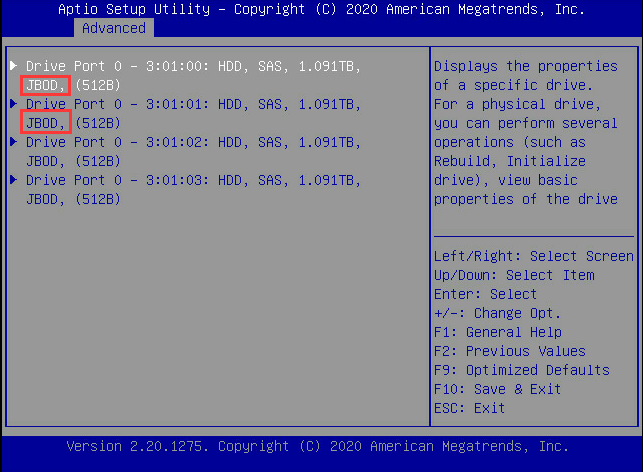 Aptio Setup Utility – Copyright (C) 2020 American Megatrends, Inc.
Advanced
Drive Port 0 – 3:01:00: HDD, SAS, 1.091TB,
JBOD, (512B)
Drive Port 0 – 3:01:01: HDD, SAS, 1.091TB,
JBOD, (512B)
Drive Port 0 – 3:01:02: HDD, SAS, 1.091TB,
JBOD, (512B)
Drive Port 0 – 3:01:03: HDD, SAS, 1.091TB,
JBOD, (512B)
Displays the properties
of a specific drive.
For a physical drive,
you can perform several
operations (such as
Rebuild, Initialize
drive), view basic
properties of the drive
Left/Right: Select Screen
Up/Down: Select Item
Enter: Select
+/–: Change Opt.
F1: General Help
F2: Previous Values
F9: Optimized Defaults
F10: Save & Exit
ESC: Exit
Version 2.20.1275. Copyright (C) 2020 American Megatrends, Inc.